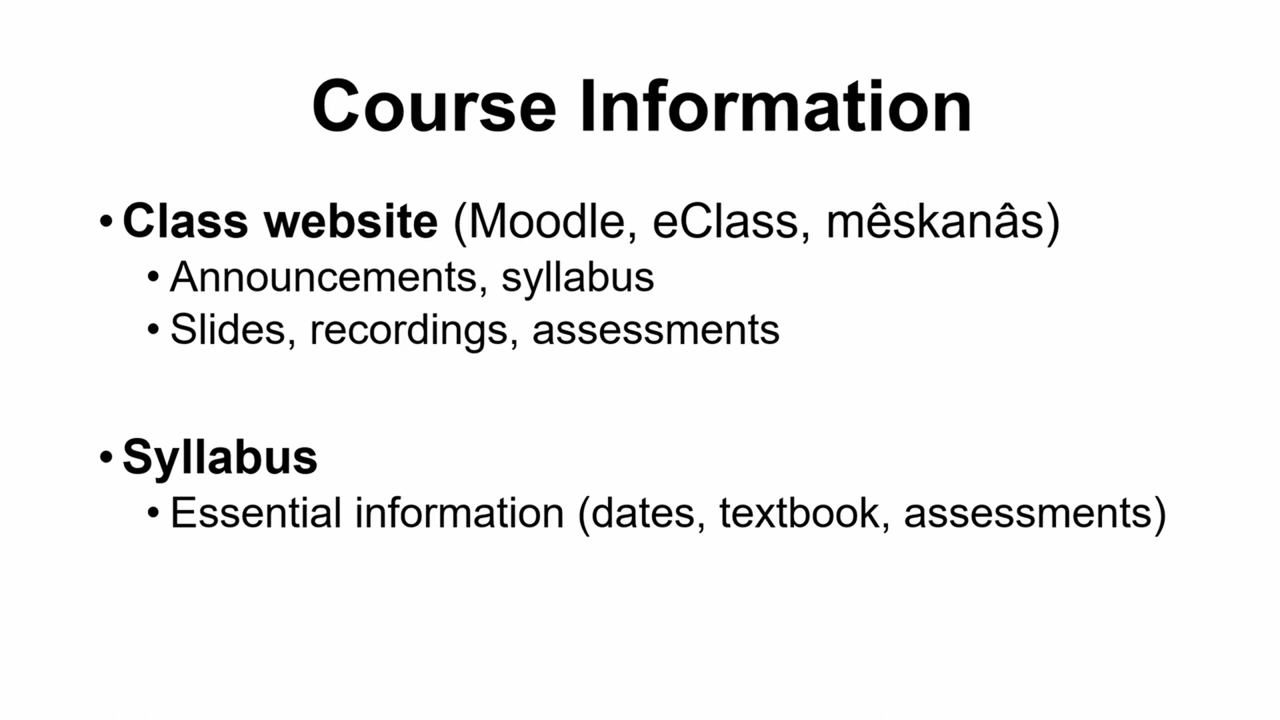 Course Information
• Class website (Moodle, eClass, mêskanâs)
• Announcements, syllabus
• Slides, recordings, assessments
• Syllabus
• Essential information (dates, textbook, assessments)